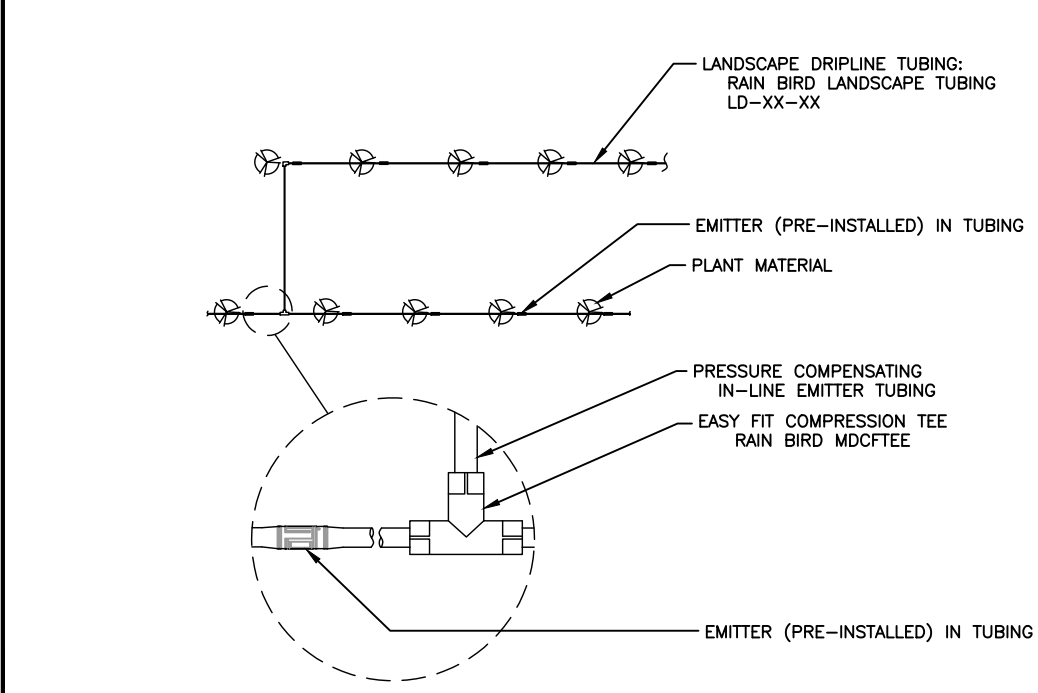 LANDSCAPE DRIPLINE TUBING:
RAIN BIRD LANDSCAPE TUBING
LD-XX-XX
EMITTER (PRE-INSTALLED) IN TUBING
PLANT MATERIAL
PRESSURE COMPENSATING
IN-LINE EMITTER TUBING
EASY FIT COMPRESSION TEE
RAIN BIRD MDCFTEE
EMITTER (PRE-INSTALLED) IN TUBING